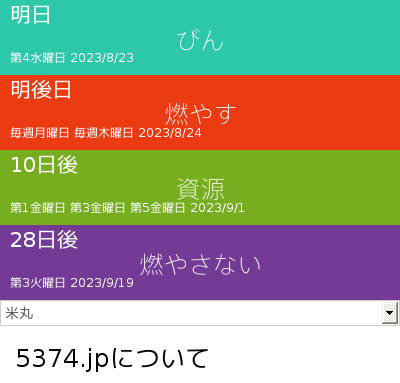 明日
びん
第4水曜日 2023/8/23
明後日
燃やす
毎週月曜日 毎週木曜日 2023/8/24
10日後
資源
第1金曜日 第3金曜日 第5金曜日 2023/9/1
28日後
燃やさない
第3火曜日 2023/9/19
米丸
5374.jpについて